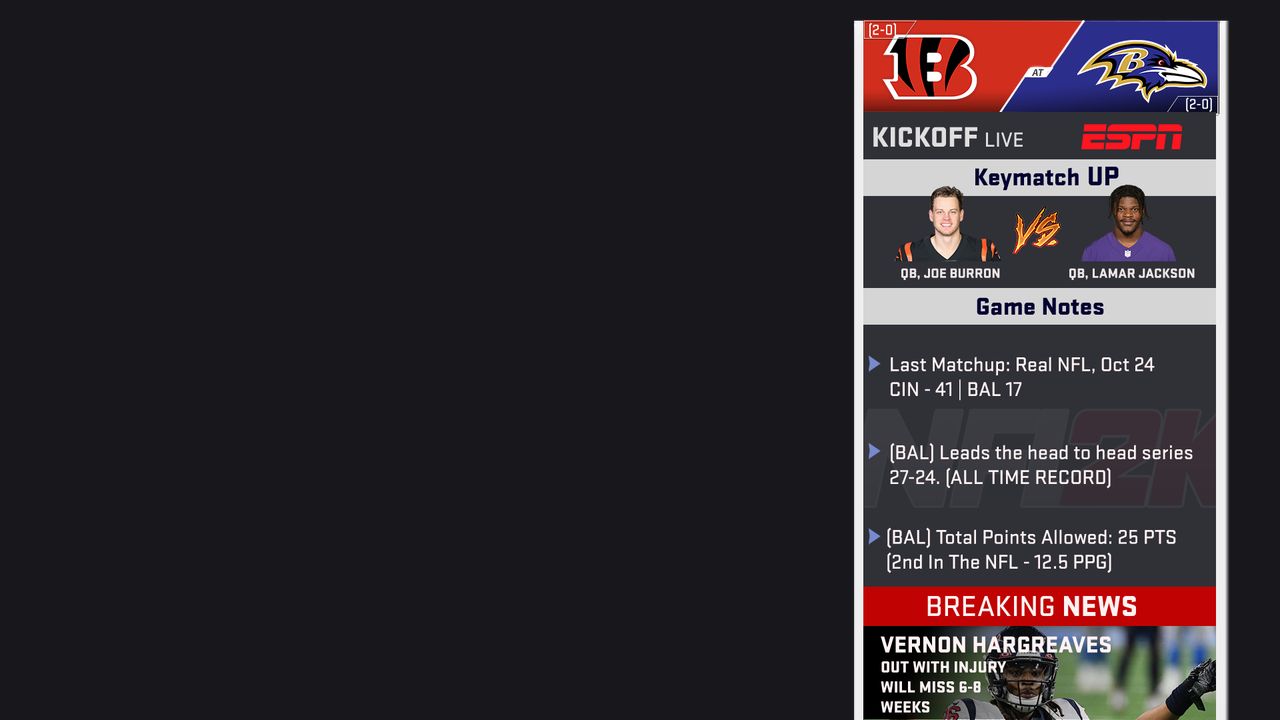 (2-0)
B
AT
B
(2-0)
KICKOFF LIVE
ESPN
Keymatch UP
VS.
QB, JOE BURRON
QB, LAMAR JACKSON
Game Notes
Last Matchup: Real NFL, Oct 24
CIN - 41 | BAL 17
(BAL) Leads the head to head series
27-24. (ALL TIME RECORD)
NFL2K
(BAL) Total Points Allowed: 25 PTS
(2nd In The NFL - 12.5 PPG)
BREAKING NEWS
VERNON HARGREAVES
OUT WITH INJURY
WILL MISS 6-8
WEEKS